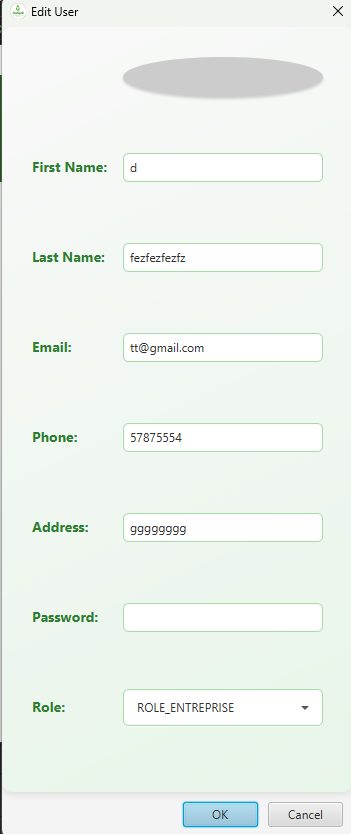 Edit User
First Name: d
Last Name: fezfezfezfz
Email: tt@gmail.com
Phone: 57875554
Address: gggggggg
Password:
Role: ROLE_ENTREPRISE
OK Cancel